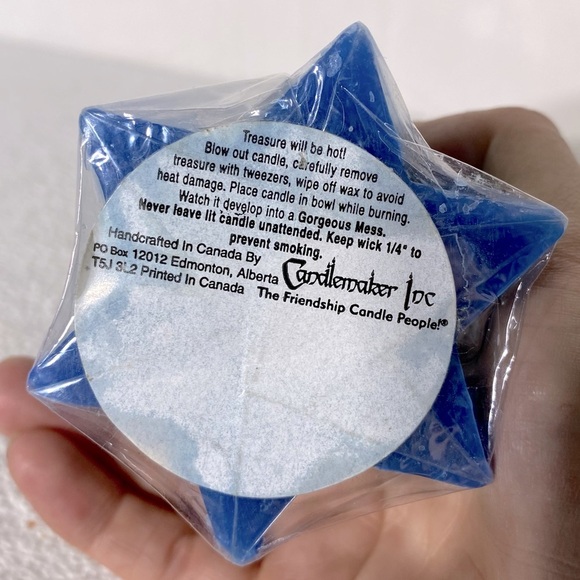 Treasure will be hot!
Blow out candle, carefully remove
treasure with tweezers, wipe off wax to avoid
heat damage. Place candle in bowl while burning.
Watch it develop into a Gorgeous Mess.
Never leave lit candle unattended. Keep wick 1/4" to
prevent smoking.
Handcrafted In Canada By
PO Box 12012 Edmonton, Alberta
T5J 3L2 Printed In Canada
Candlemaker Inc
The Friendship Candle People!®